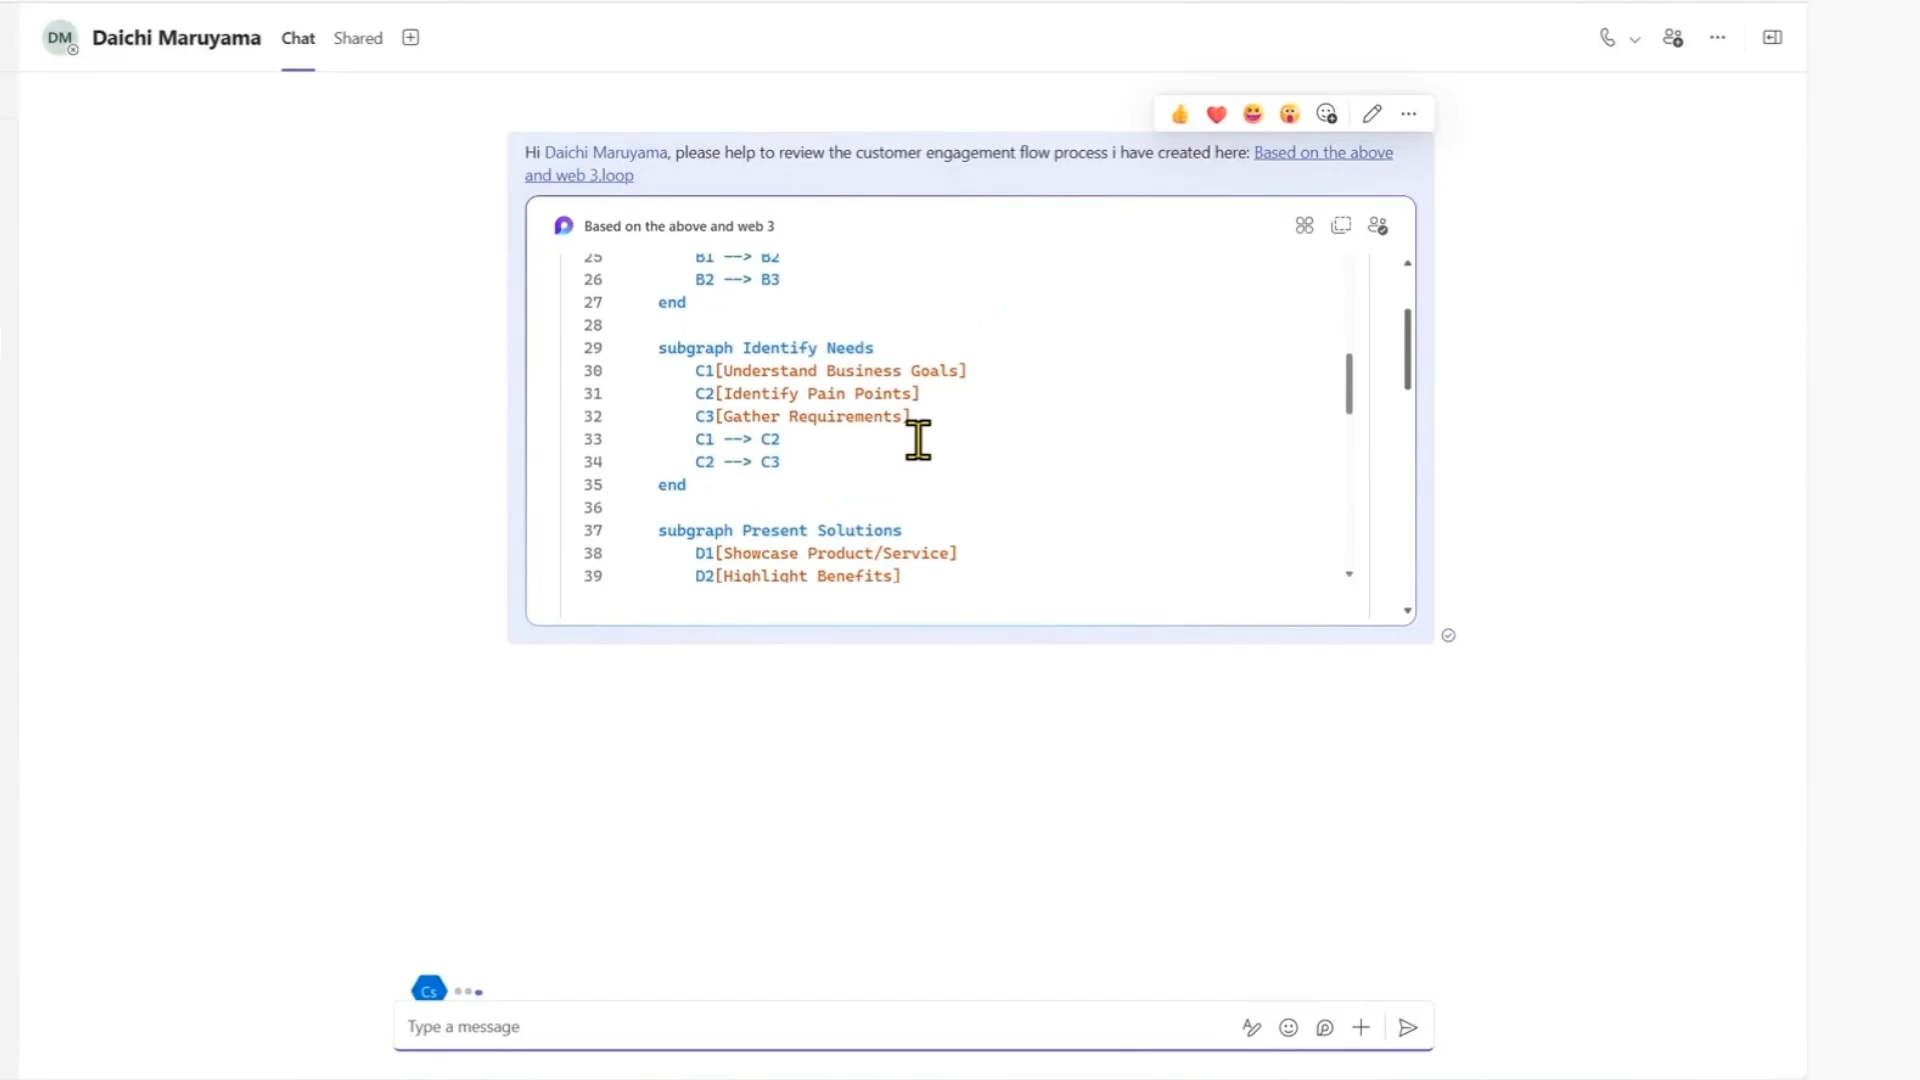 DM Daichi Maruyama Chat Shared
Hi Daichi Maruyama, please help to review the customer engagement flow process i have created here: Based on the above
and web 3.loop
Based on the above and web 3
25 B1 --> B2
26 B2 --> B3
27 end
28
29 subgraph Identify Needs
30 C1[Understand Business Goals]
31 C2[Identify Pain Points]
32 C3[Gather Requirements]
33 C1 --> C2
34 C2 --> C3
35 end
36
37 subgraph Present Solutions
38 D1[Showcase Product/Service]
39 D2[Highlight Benefits]
Cs
Type a message